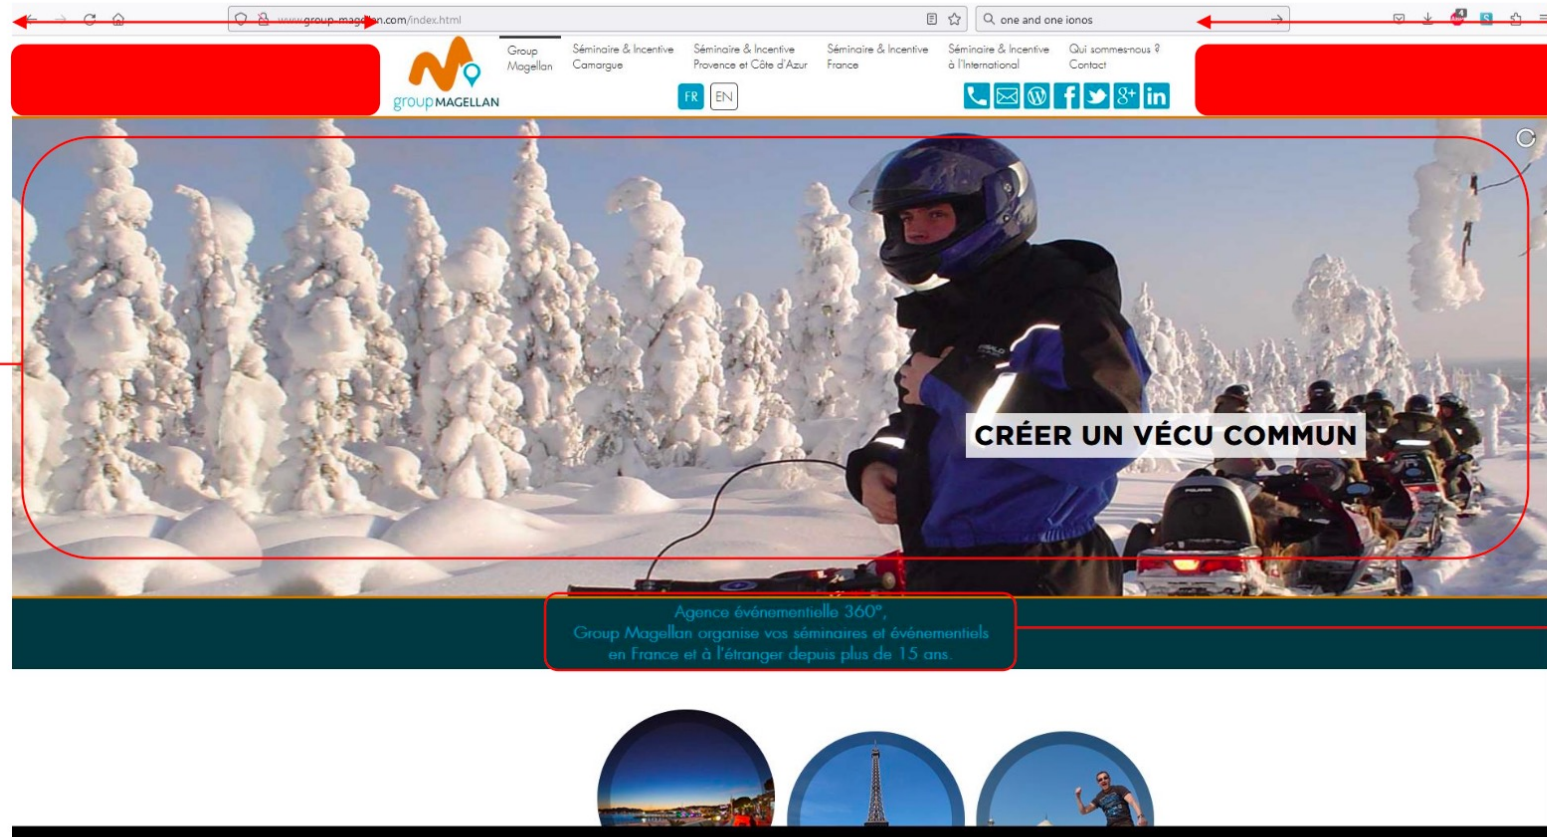 www.group-magellan.com/index.html
one and one ionos
4
S
group MAGELLAN
Group
Magellan
Séminaire & Incentive
Camargue
Séminaire & Incentive
Provence et Côte d'Azur
Séminaire & Incentive
France
Séminaire & Incentive
à l'International
Qui sommes-nous ?
Contact
FR EN
CRÉER UN VÉCU COMMUN
POLARIS
Agence événementielle 360°,
Group Magellan organise vos séminaires et événementiels
en France et à l'étranger depuis plus de 15 ans.